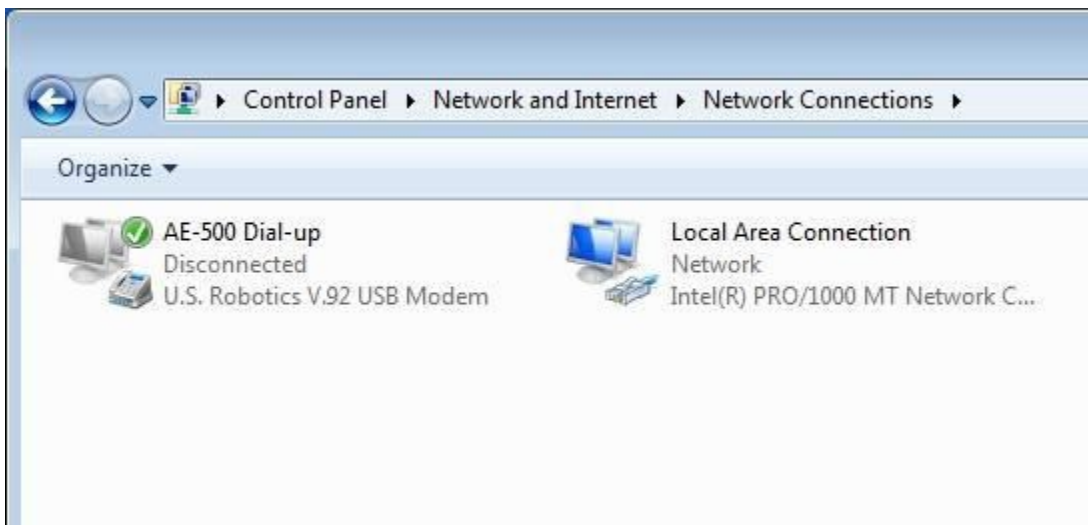 Control Panel Network and Internet Network Connections
Organize
AE-500 Dial-up
Disconnected
U.S. Robotics V.92 USB Modem
Local Area Connection
Network
Intel(R) PRO/1000 MT Network C...